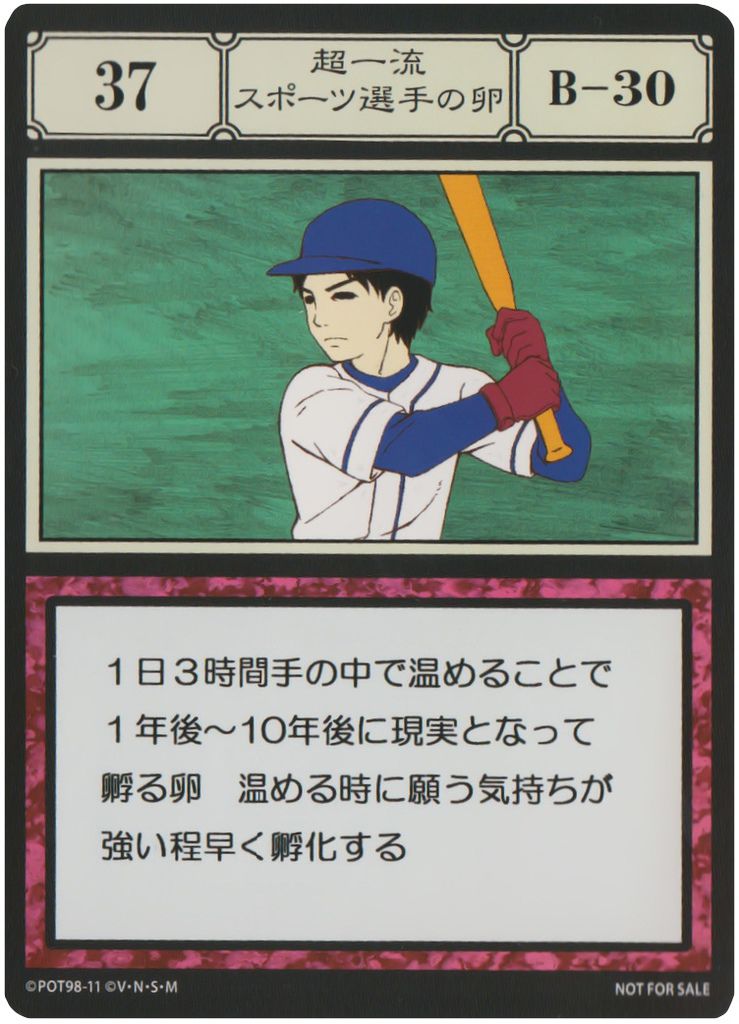 37
超一流
スポーツ選手の卵
B-30
１日３時間手の中で温めることで
１年後～10年後に現実となって
孵る卵　温める時に願う気持ちが
強い程早く孵化する
©POT98-11 ©V・N・S・M
NOT FOR SALE